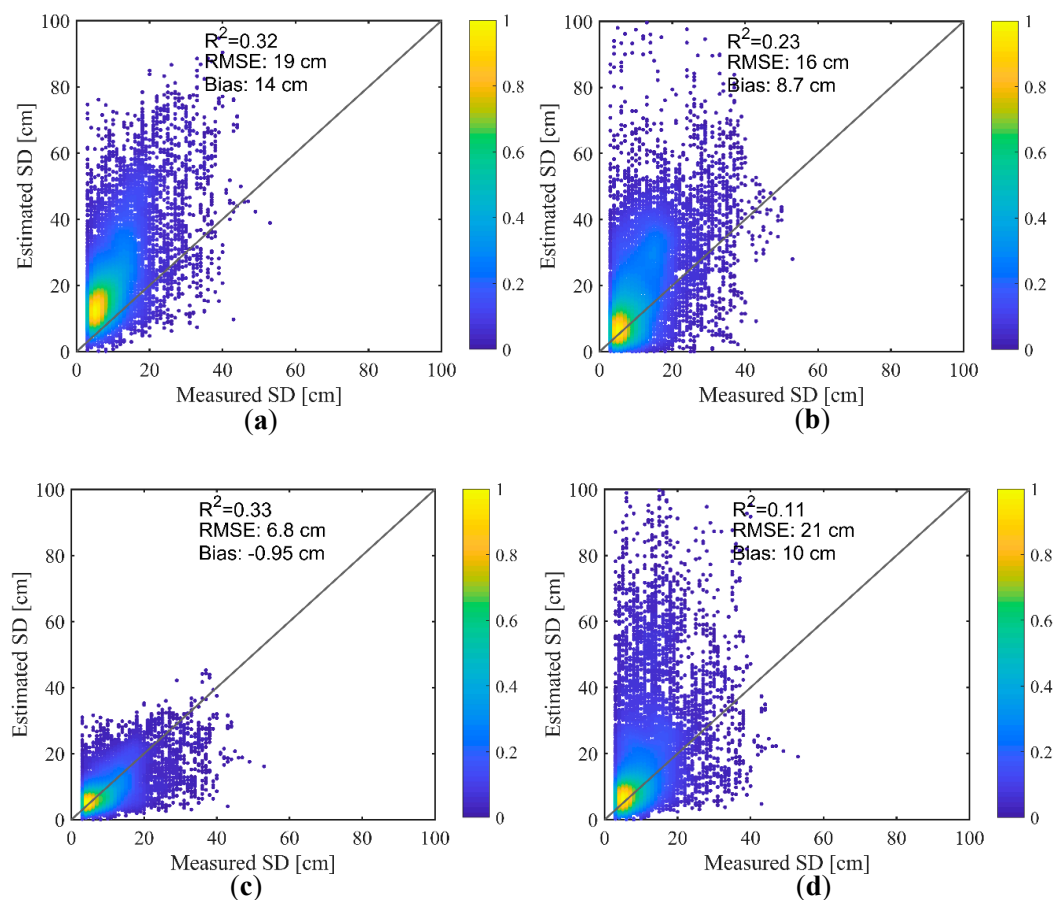 R²=0.32
RMSE: 19 cm
Bias: 14 cm
Estimated SD [cm]
100
80
60
40
20
0
0 20 40 60 80 100
Measured SD [cm]
1
0.8
0.6
0.4
0.2
0
(a)
R²=0.23
RMSE: 16 cm
Bias: 8.7 cm
Estimated SD [cm]
100
80
60
40
20
0
0 20 40 60 80 100
Measured SD [cm]
1
0.8
0.6
0.4
0.2
0
(b)
R²=0.33
RMSE: 6.8 cm
Bias: -0.95 cm
Estimated SD [cm]
100
80
60
40
20
0
0 20 40 60 80 100
Measured SD [cm]
1
0.8
0.6
0.4
0.2
0
(c)
R²=0.11
RMSE: 21 cm
Bias: 10 cm
Estimated SD [cm]
100
80
60
40
20
0
0 20 40 60 80 100
Measured SD [cm]
1
0.8
0.6
0.4
0.2
0
(d)